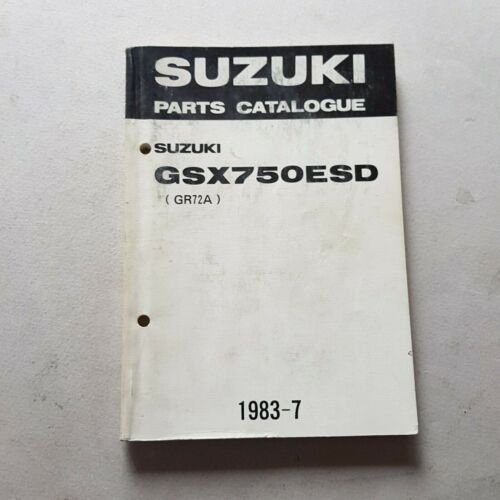 SUZUKI
PARTS CATALOGUE
SUZUKI
GSX750ESD
( GR72A )
1983-7